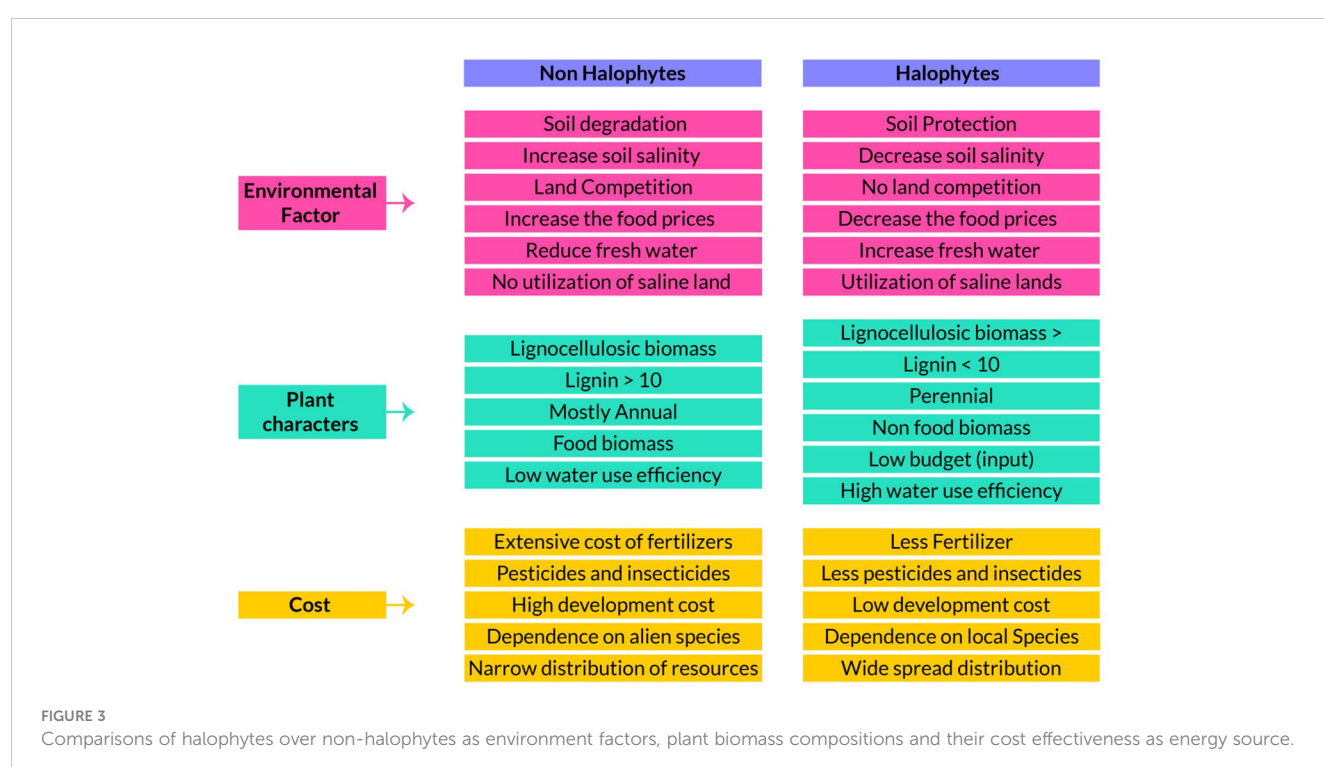 Non Halophytes
Halophytes
Environmental
Factor
Soil degradation
Increase soil salinity
Land Competition
Increase the food prices
Reduce fresh water
No utilization of saline land
Soil Protection
Decrease soil salinity
No land competition
Decrease the food prices
Increase fresh water
Utilization of saline lands
Plant
characters
Lignocellulosic biomass
Lignin > 10
Mostly Annual
Food biomass
Low water use efficiency
Lignocellulosic biomass >
Lignin < 10
Perennial
Non food biomass
Low budget (input)
High water use efficiency
Cost
Extensive cost of fertilizers
Pesticides and insecticides
High development cost
Dependence on alien species
Narrow distribution of resources
Less Fertilizer
Less pesticides and insectides
Low development cost
Dependence on local Species
Wide spread distribution
FIGURE 3
Comparisons of halophytes over non-halophytes as environment factors, plant biomass compositions and their cost effectiveness as energy source.